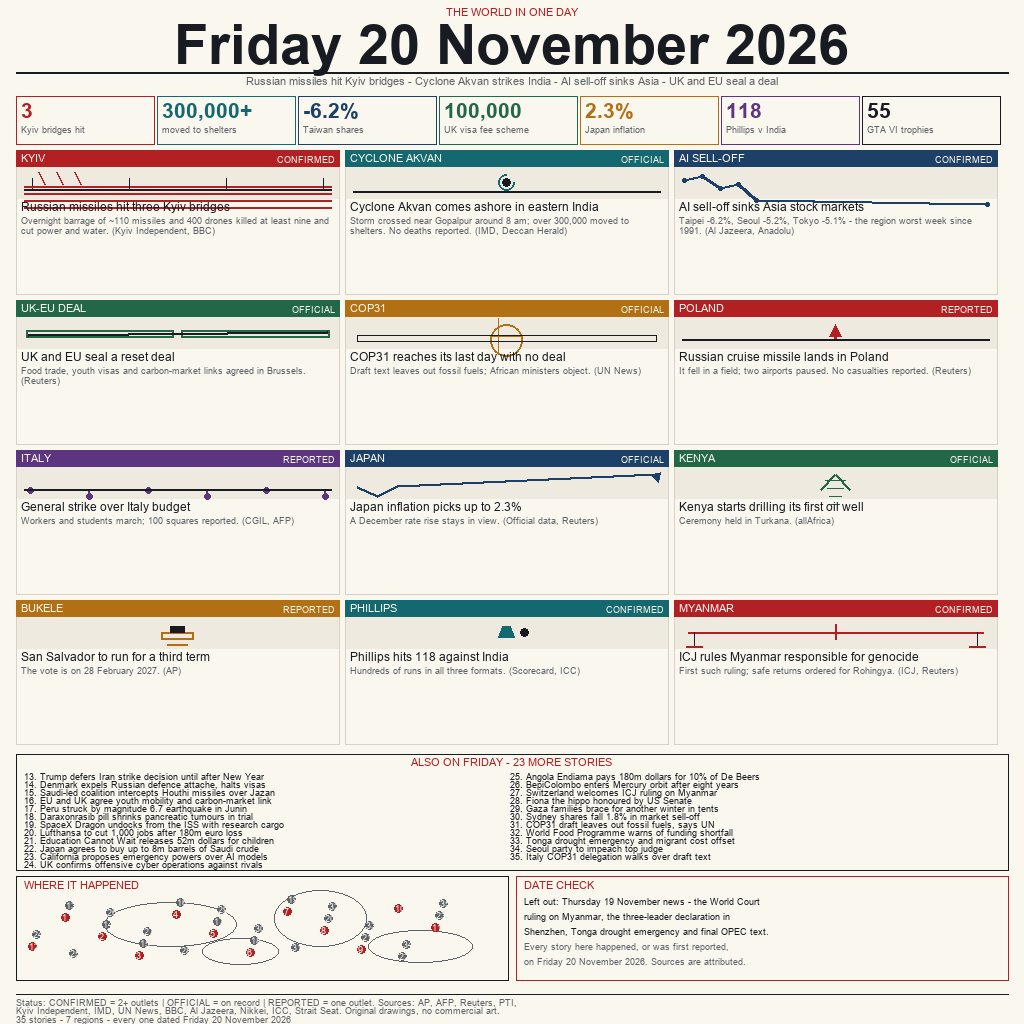 THE WORLD IN ONE DAY
Friday 20 November 2026
Russian missiles hit Kyiv bridges - Cyclone Akvan strikes India - AI sell-off sinks Asia - UK and EU seal a deal
3
Kyiv bridges hit
300,000+
moved to shelters
-6.2%
Taiwan shares
100,000
UK visa fee scheme
2.3%
Japan inflation
118
Phillips v India
55
GTA VI trophies
KYIV CONFIRMED
Russian missiles hit three Kyiv bridges
Overnight barrage of ~110 missiles and 400 drones killed at least nine and
cut power and water. (Kyiv Independent, BBC)
CYCLONE AKVAN OFFICIAL
Cyclone Akvan comes ashore in eastern India
Storm crossed near Gopalpur around 8 am; over 300,000 moved to
shelters. No deaths reported. (IMD, Deccan Herald)
AI SELL-OFF CONFIRMED
AI sell-off sinks Asia stock markets
Taipei -6.2%, Seoul -5.2%, Tokyo -5.1% - the region worst week since
1991. (Al Jazeera, Anadolu)
UK-EU DEAL OFFICIAL
UK and EU seal a reset deal
Food trade, youth visas and carbon-market links agreed in Brussels.
(Reuters)
COP31 OFFICIAL
COP31 reaches its last day with no deal
Draft text leaves out fossil fuels; African ministers object. (UN News)
POLAND REPORTED
Russian cruise missile lands in Poland
It fell in a field; two airports paused. No casualties reported. (Reuters)
ITALY REPORTED
General strike over Italy budget
Workers and students march; 100 squares reported. (CGIL, AFP)
JAPAN OFFICIAL
Japan inflation picks up to 2.3%
A December rate rise stays in view. (Official data, Reuters)
KENYA OFFICIAL
Kenya starts drilling its first oil well
Ceremony held in Turkana. (allAfrica)
BUKELE REPORTED
San Salvador to run for a third term
The vote is on 28 February 2027. (AP)
PHILLIPS CONFIRMED
Phillips hits 118 against India
Hundreds of runs in all three formats. (Scorecard, ICC)
MYANMAR CONFIRMED
ICJ rules Myanmar responsible for genocide
First such ruling; safe returns ordered for Rohingya. (ICJ, Reuters)
ALSO ON FRIDAY - 23 MORE STORIES
13. Trump defers Iran strike decision until after New Year
14. Denmark expels Russian defence attache, halts visas
15. Saudi-led coalition intercepts Houthi missiles over Jazan
16. EU and UK agree youth mobility and carbon-market link
17. Peru struck by magnitude 6.7 earthquake in Junin
18. Daraxonrasib pill shrinks pancreatic tumours in trial
19. SpaceX Dragon undocks from the ISS with research cargo
20. Lufthansa to cut 1,000 jobs after 180m euro loss
21. Education Cannot Wait releases 52m dollars for children
22. Japan agrees to buy up to 8m barrels of Saudi crude
23. California proposes emergency powers over AI models
24. UK confirms offensive cyber operations against rivals
25. Angola Endiama pays 180m dollars for 10% of De Beers
26. BepiColombo enters Mercury orbit after eight years
27. Switzerland welcomes ICJ ruling on Myanmar
28. Fiona the hippo honoured by US Senate
29. Gaza families brace for another winter in tents
30. Sydney shares fall 1.8% in market sell-off
31. COP31 draft leaves out fossil fuels, says UN
32. World Food Programme warns of funding shortfall
33. Tonga drought emergency and migrant cost offset
34. Seoul party to impeach top judge
35. Italy COP31 delegation walks over draft text
WHERE IT HAPPENED
DATE CHECK
Left out: Thursday 19 November news - the World Court
ruling on Myanmar, the three-leader declaration in
Shenzhen, Tonga drought emergency and final OPEC text.
Every story here happened, or was first reported,
on Friday 20 November 2026. Sources are attributed.
Status: CONFIRMED = 2+ outlets | OFFICIAL = on record | REPORTED = one outlet. Sources: AP, AFP, Reuters, PTI,
Kyiv Independent, IMD, UN News, BBC, Al Jazeera, Nikkei, ICC, Strait Seat. Original drawings, no commercial art.
35 stories - 7 regions - every one dated Friday 20 November 2026